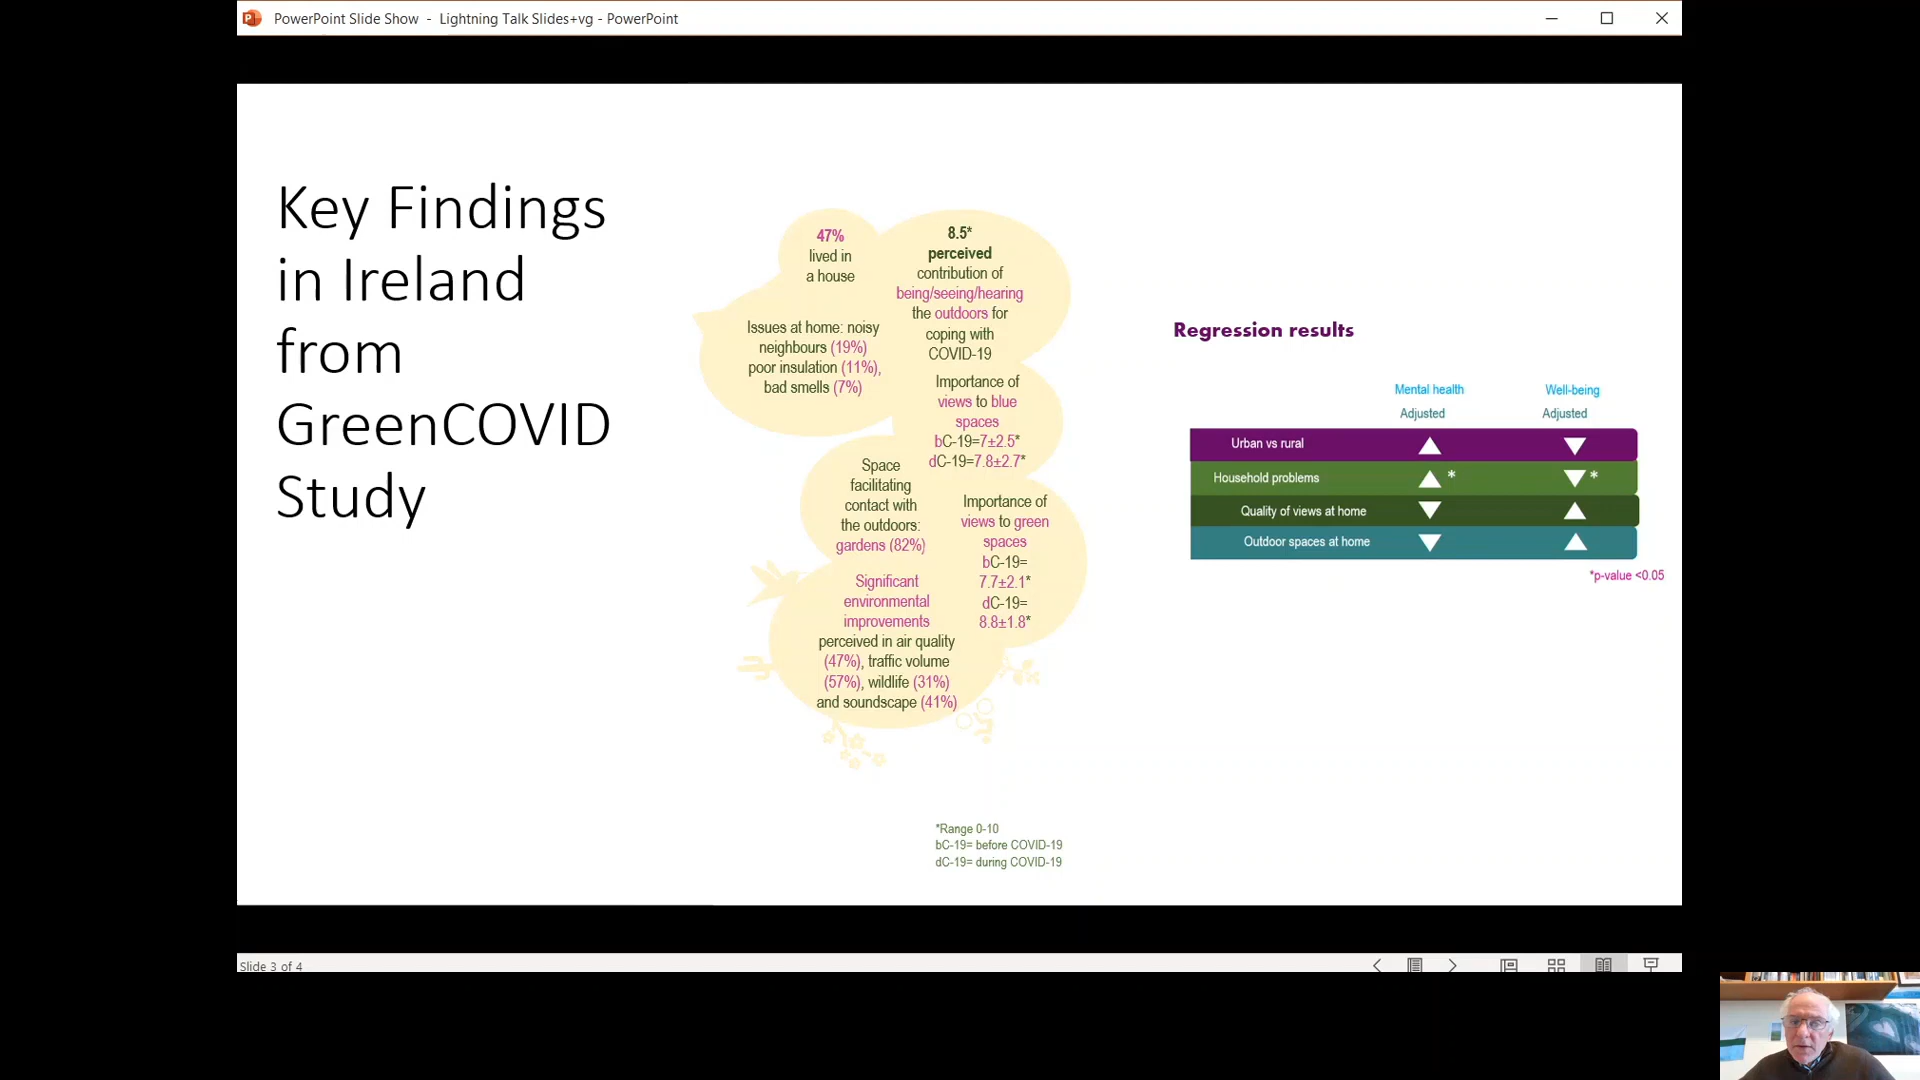 PowerPoint Slide Show - Lightning Talk Slides+vg - PowerPoint
Key Findings
in Ireland
from
GreenCOVID
Study
47%
lived in
a house
Issues at home: noisy
neighbours (19%)
poor insulation (11%),
bad smells (7%)
8.5*
perceived
contribution of
being/seeing/hearing
the outdoors for
coping with
COVID-19
Importance of
views to blue
spaces
bC-19=7±2.5*
dC-19=7.8±2.7*
Space
facilitating
contact with
the outdoors:
gardens (82%)
Importance of
views to green
spaces
bC-19=
7.7±2.1*
dC-19=
8.8±1.8*
Significant
environmental
improvements
perceived in air quality
(47%), traffic volume
(57%), wildlife (31%)
and soundscape (41%)
*Range 0-10
bC-19= before COVID-19
dC-19= during COVID-19
Regression results
Mental health Well-being
Adjusted Adjusted
Urban vs rural
Household problems * *
Quality of views at home
Outdoor spaces at home
*p-value <0.05
Slide 3 of 4